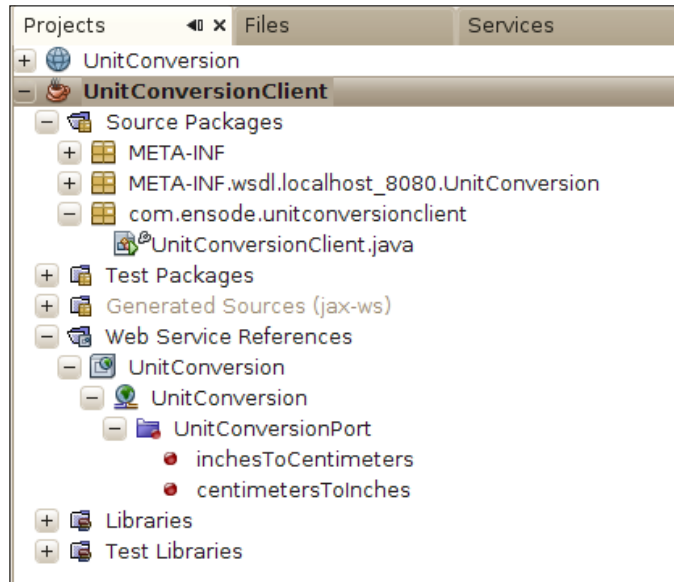 Projects Files Services
UnitConversion
UnitConversionClient
Source Packages
META-INF
META-INF.wsdl.localhost_8080.UnitConversion
com.ensode.unitconversionclient
UnitConversionClient.java
Test Packages
Generated Sources (jax-ws)
Web Service References
UnitConversion
UnitConversion
UnitConversionPort
inchesToCentimeters
centimetersToInches
Libraries
Test Libraries